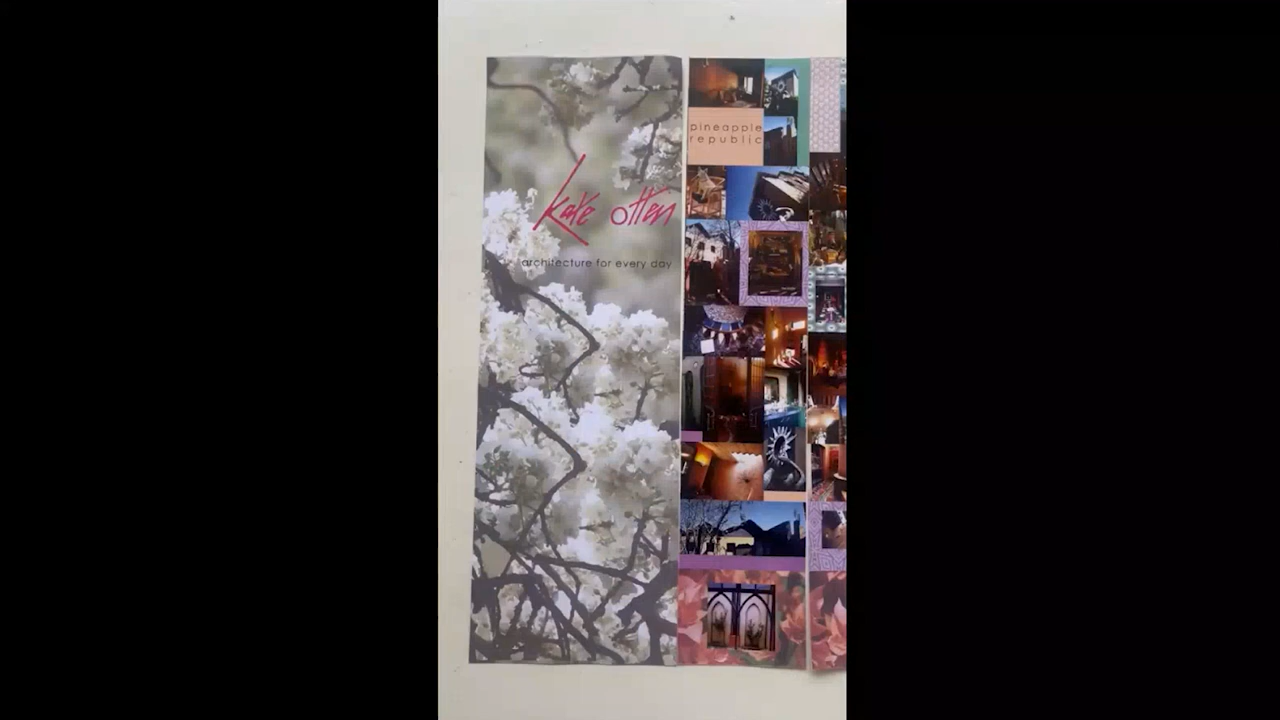 kate otten
architecture for every day
pineapple
republic